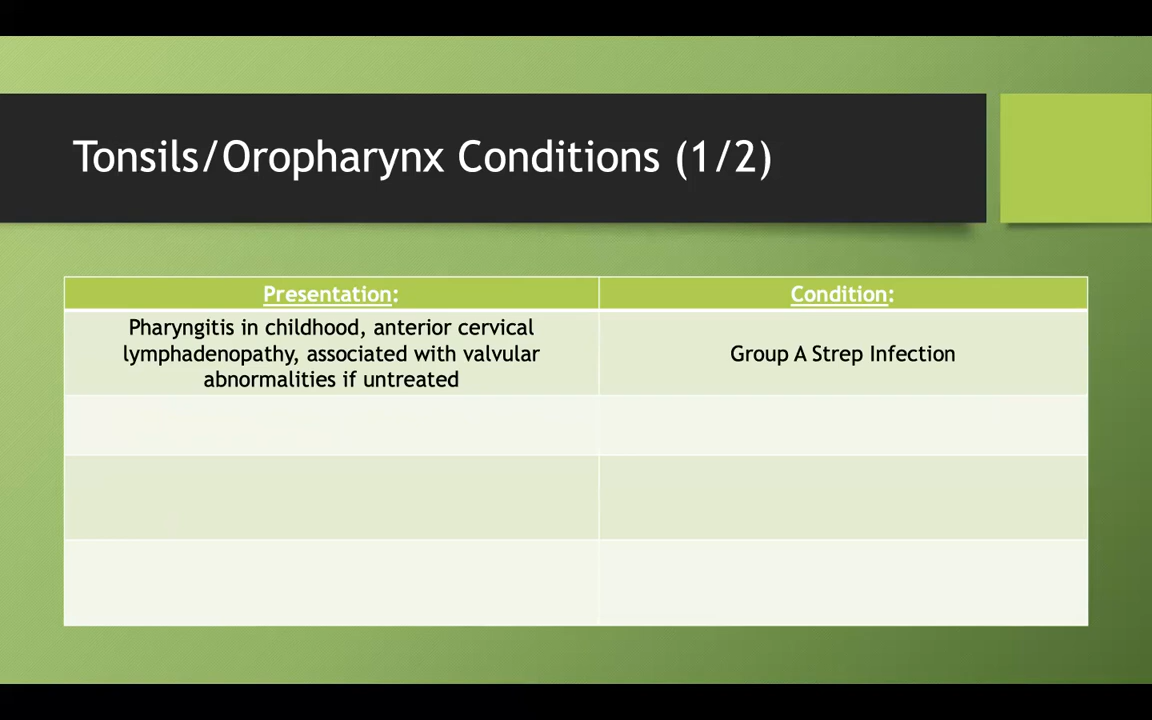 Tonsils/Oropharynx Conditions (1/2)
Presentation:
Condition:
Pharyngitis in childhood, anterior cervical
lymphadenopathy, associated with valvular
abnormalities if untreated
Group A Strep Infection